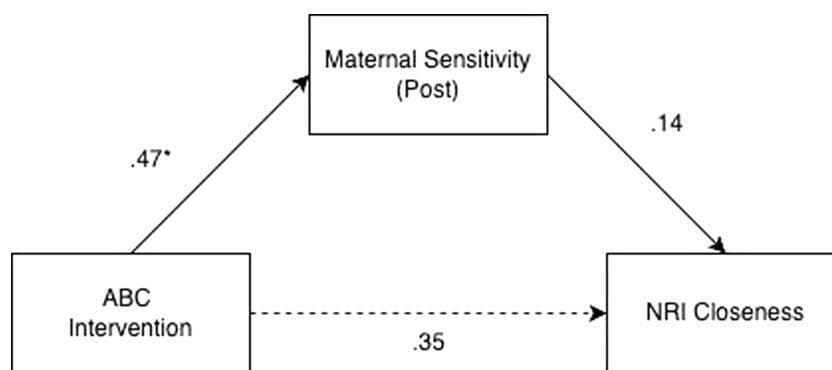 Maternal Sensitivity
(Post)
.47*
.14
ABC
Intervention
.35
NRI Closeness